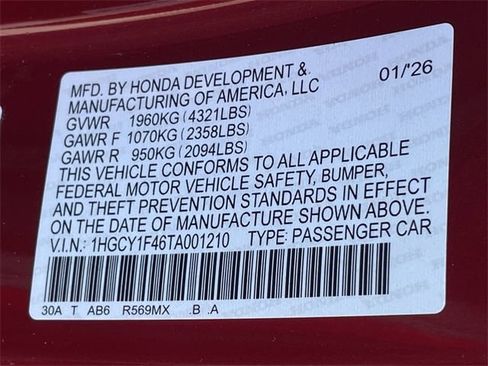 MFD. BY HONDA DEVELOPMENT & 01/'26
MANUFACTURING OF AMERICA, LLC
GVWR 1960KG (4321LBS)
GAWR F 1070KG (2358LBS)
GAWR R 950KG (2094LBS)
THIS VEHICLE CONFORMS TO ALL APPLICABLE
FEDERAL MOTOR VEHICLE SAFETY, BUMPER,
AND THEFT PREVENTION STANDARDS IN EFFECT
ON THE DATE OF MANUFACTURE SHOWN ABOVE.
V.I.N.: 1HGCY1F46TA001210 TYPE: PASSENGER CAR
30A T AB6 R569MX .B .A